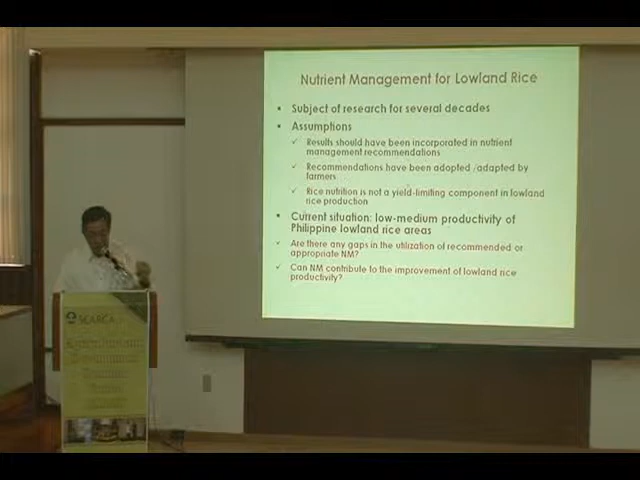 Nutrient Management for Lowland Rice
• Subject of research for several decades
• Assumptions
✓ Results should have been incorporated in nutrient
management recommendations
✓ Recommendations have been adopted /adapted by
farmers
✓ Rice nutrition is not a yield-limiting component in lowland
rice production
• Current situation: low-medium productivity of
Philippine lowland rice areas
✓ Are there any gaps in the utilization of recommended or
appropriate NM?
✓ Can NM contribute to the improvement of lowland rice
productivity?
SEARCA